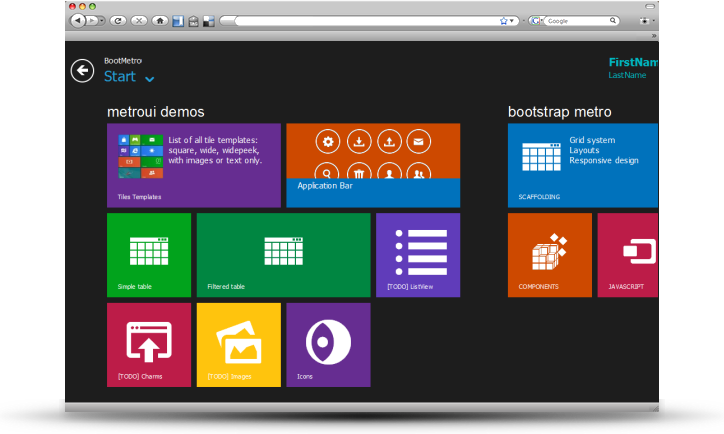 Google
»
BootMetro
Start
FirstNam
LastName
metroui demos
bootstrap metro
List of all tile templates:
square, wide, widepeek,
with images or text only.
Tiles Templates
Application Bar
Grid system
Layouts
Responsive design
SCAFFOLDING
Simple table
Filtered table
[TODO] ListView
COMPONENTS
JAVASCRIPT
[TODO] Charms
[TODO] Images
Icons